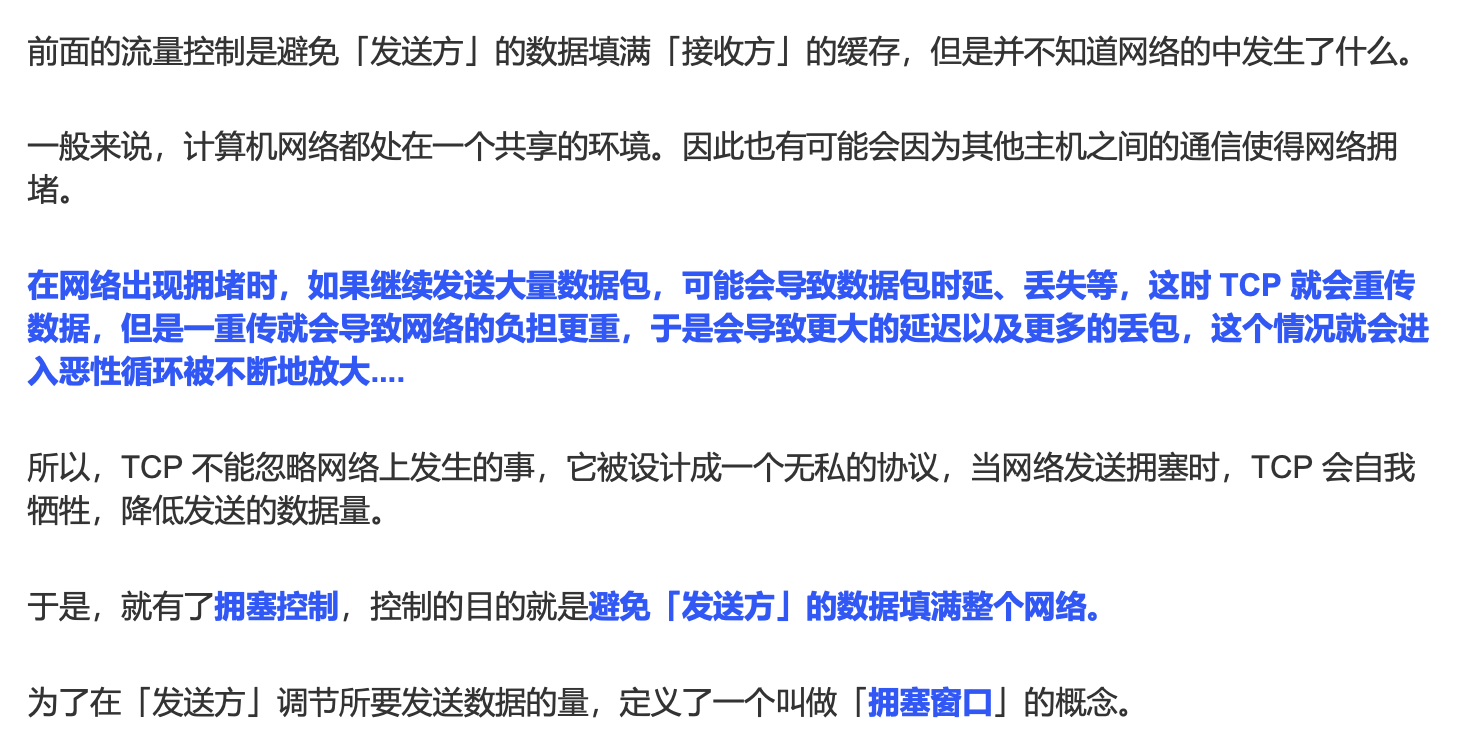 前面的流量控制是避免「发送方」的数据填满「接收方」的缓存，但是并不知道网络的中发生了什么。
一般来说，计算机网络都处在一个共享的环境。因此也有可能会因为其他主机之间的通信使得网络拥
堵。
在网络出现拥堵时，如果继续发送大量数据包，可能会导致数据包时延、丢失等，这时 TCP 就会重传
数据，但是一重传就会导致网络的负担更重，于是会导致更大的延迟以及更多的丢包，这个情况就会进
入恶性循环被不断地放大....
所以，TCP 不能忽略网络上发生的事，它被设计成一个无私的协议，当网络发送拥塞时，TCP 会自我
牺牲，降低发送的数据量。
于是，就有了拥塞控制，控制的目的就是避免「发送方」的数据填满整个网络。
为了在「发送方」调节所要发送数据的量，定义了一个叫做「拥塞窗口」的概念。